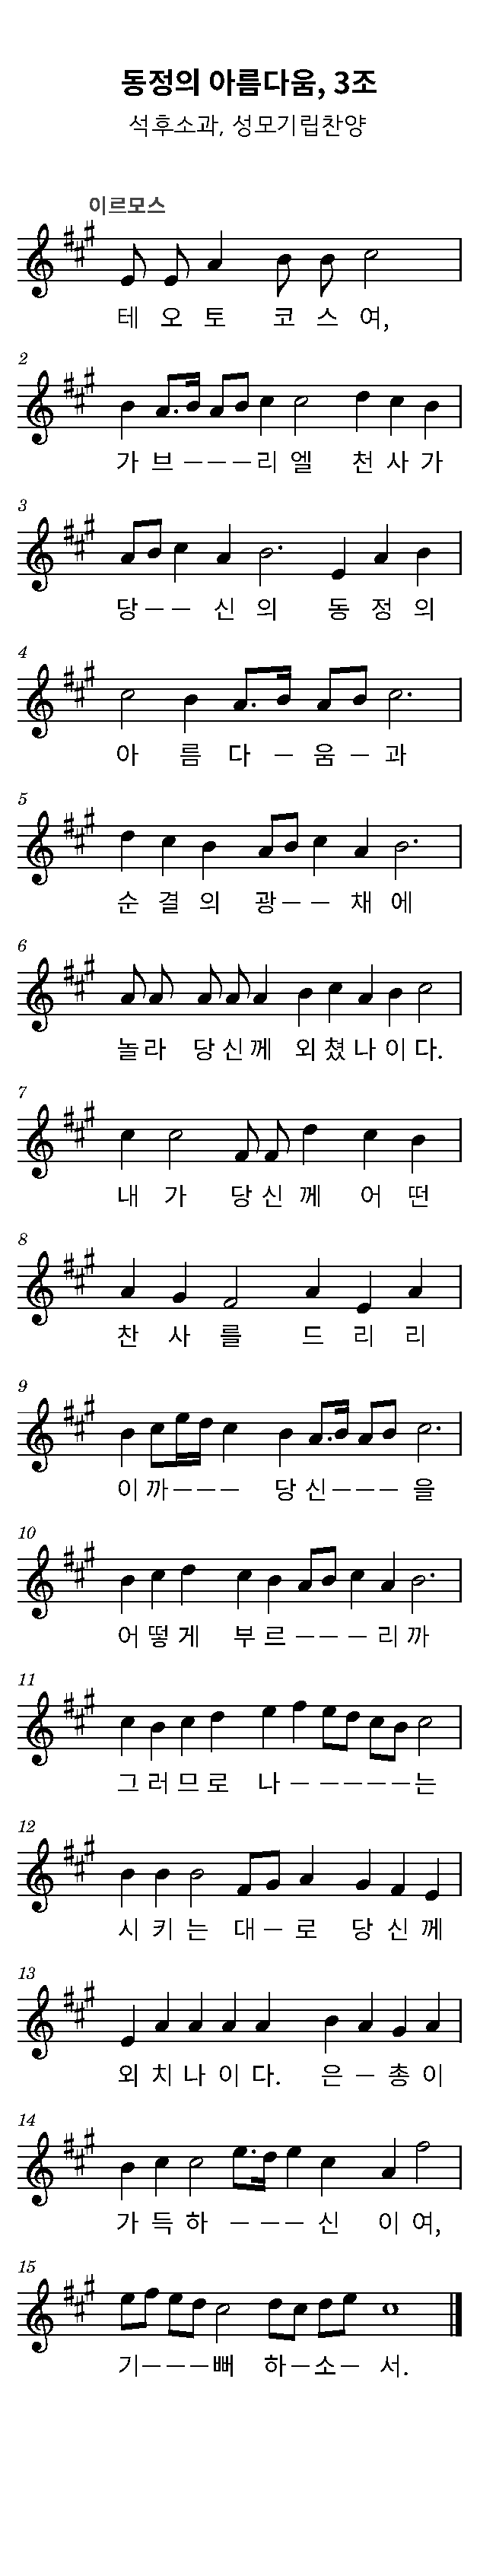 동정의 아름다움, 3조
석후소과, 성모기립찬양
이르모스
테 오 토 코 스 여,
2
가 브 – – – 리 엘 천 사 가
3
당 – – 신 의 동 정 의
4
아 름 다 – 움 – 과
5
순 결 의 광 – – 채 에
6
놀 라 당 신 께 외 쳤 나 이 다.
7
내 가 당 신 께 어 떤
8
찬 사 를 드 리 리
9
이 까 – – – 당 신 – – – 을
10
어 떻 게 부 르 – – – 리 까
11
그 러 므 로 나 – – – – – 는
12
시 키 는 대 – 로 당 신 께
13
외 치 나 이 다. 은 – 총 이
14
가 득 하 – – – 신 이 여,
15
기 – – – 뻐 하 – 소 – 서.